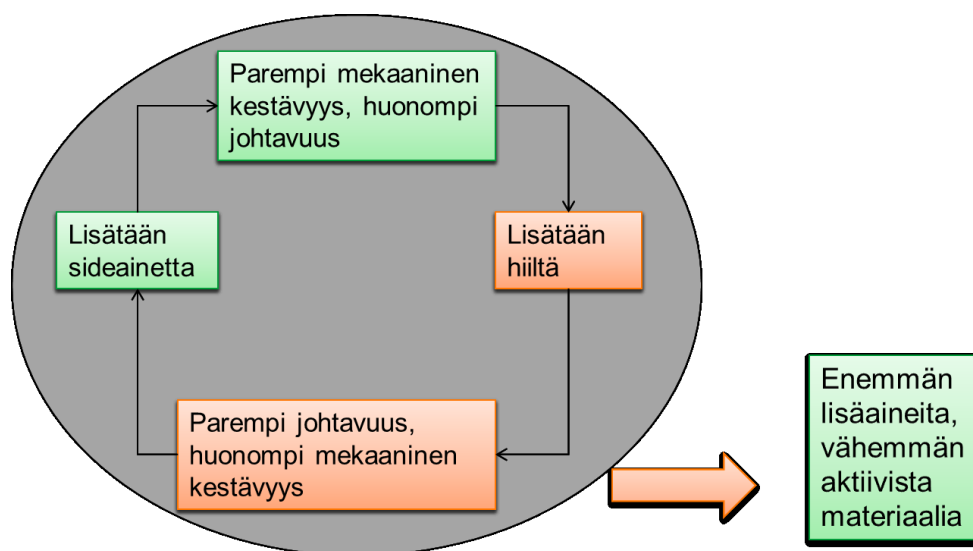 Parempi mekaaninen
kestävyys, huonompi
johtavuus
Lisätään
sideainetta
Lisätään
hiiltä
Parempi johtavuus,
huonompi mekaaninen
kestävyys
Enemmän
lisäaineita,
vähemmän
aktiivista
materiaalia